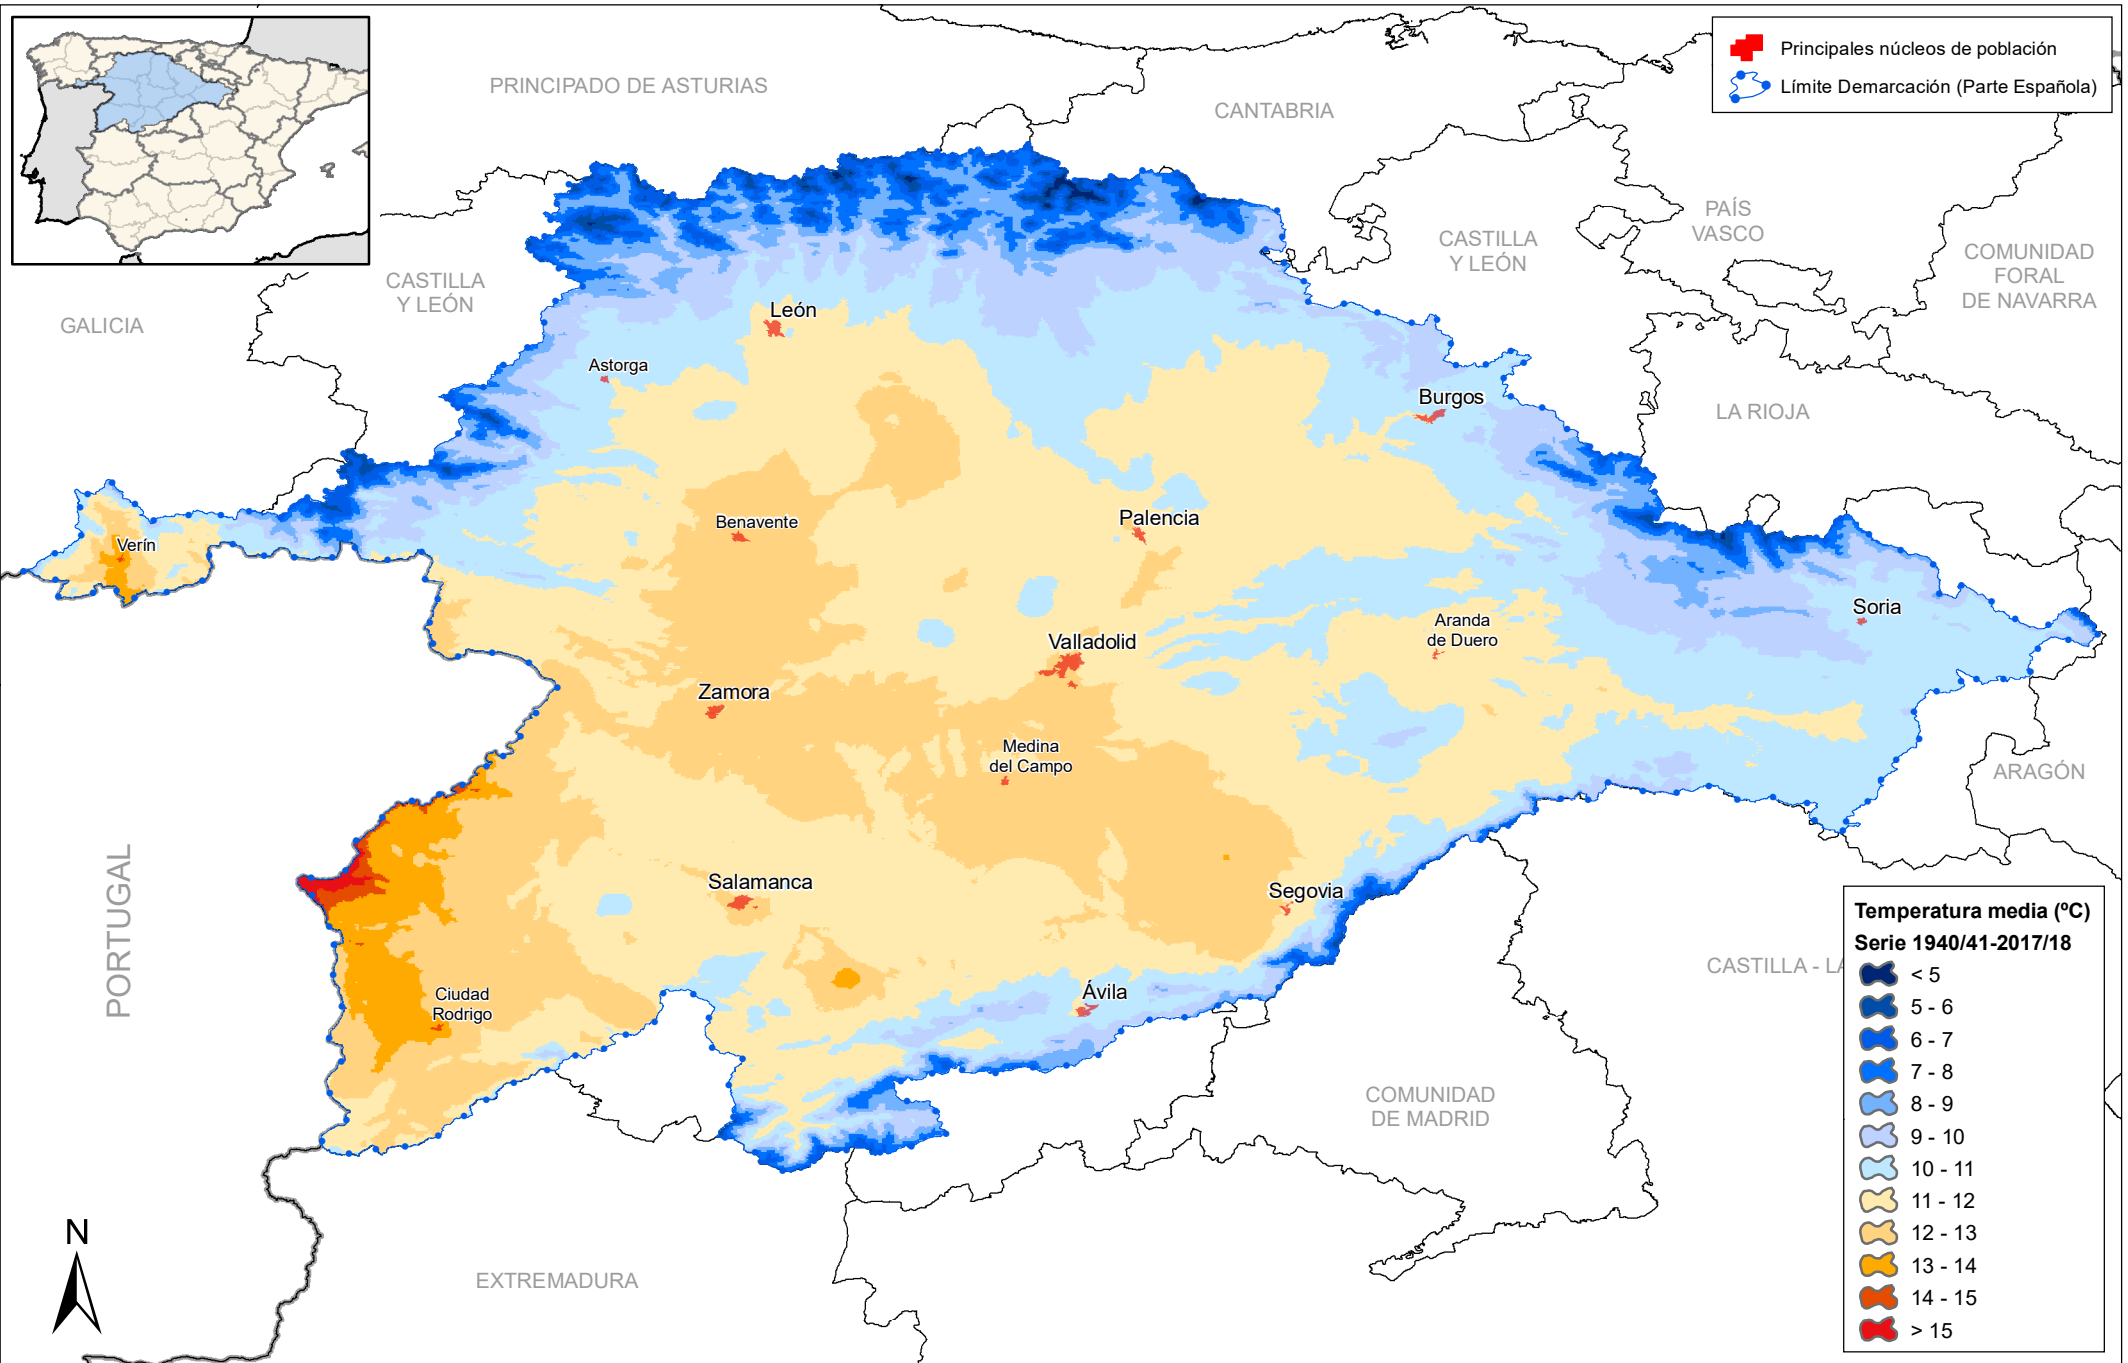 Principales núcleos de población
Límite Demarcación (Parte Española)
PRINCIPADO DE ASTURIAS
CANTABRIA
PAÍS
VASCO
CASTILLA
Y LEÓN
COMUNIDAD
FORAL
DE NAVARRA
CASTILLA
Y LEÓN
GALICIA
León
Astorga
Burgos
LA RIOJA
Benavente
Palencia
Verín
Soria
Aranda
de Duero
Valladolid
Zamora
Medina
del Campo
ARAGÓN
PORTUGAL
Salamanca
Segovia
Ciudad
Rodrigo
Ávila
CASTILLA - LA
COMUNIDAD
DE MADRID
EXTREMADURA
N
Temperatura media (ºC)
Serie 1940/41-2017/18
< 5
5 - 6
6 - 7
7 - 8
8 - 9
9 - 10
10 - 11
11 - 12
12 - 13
13 - 14
14 - 15
> 15